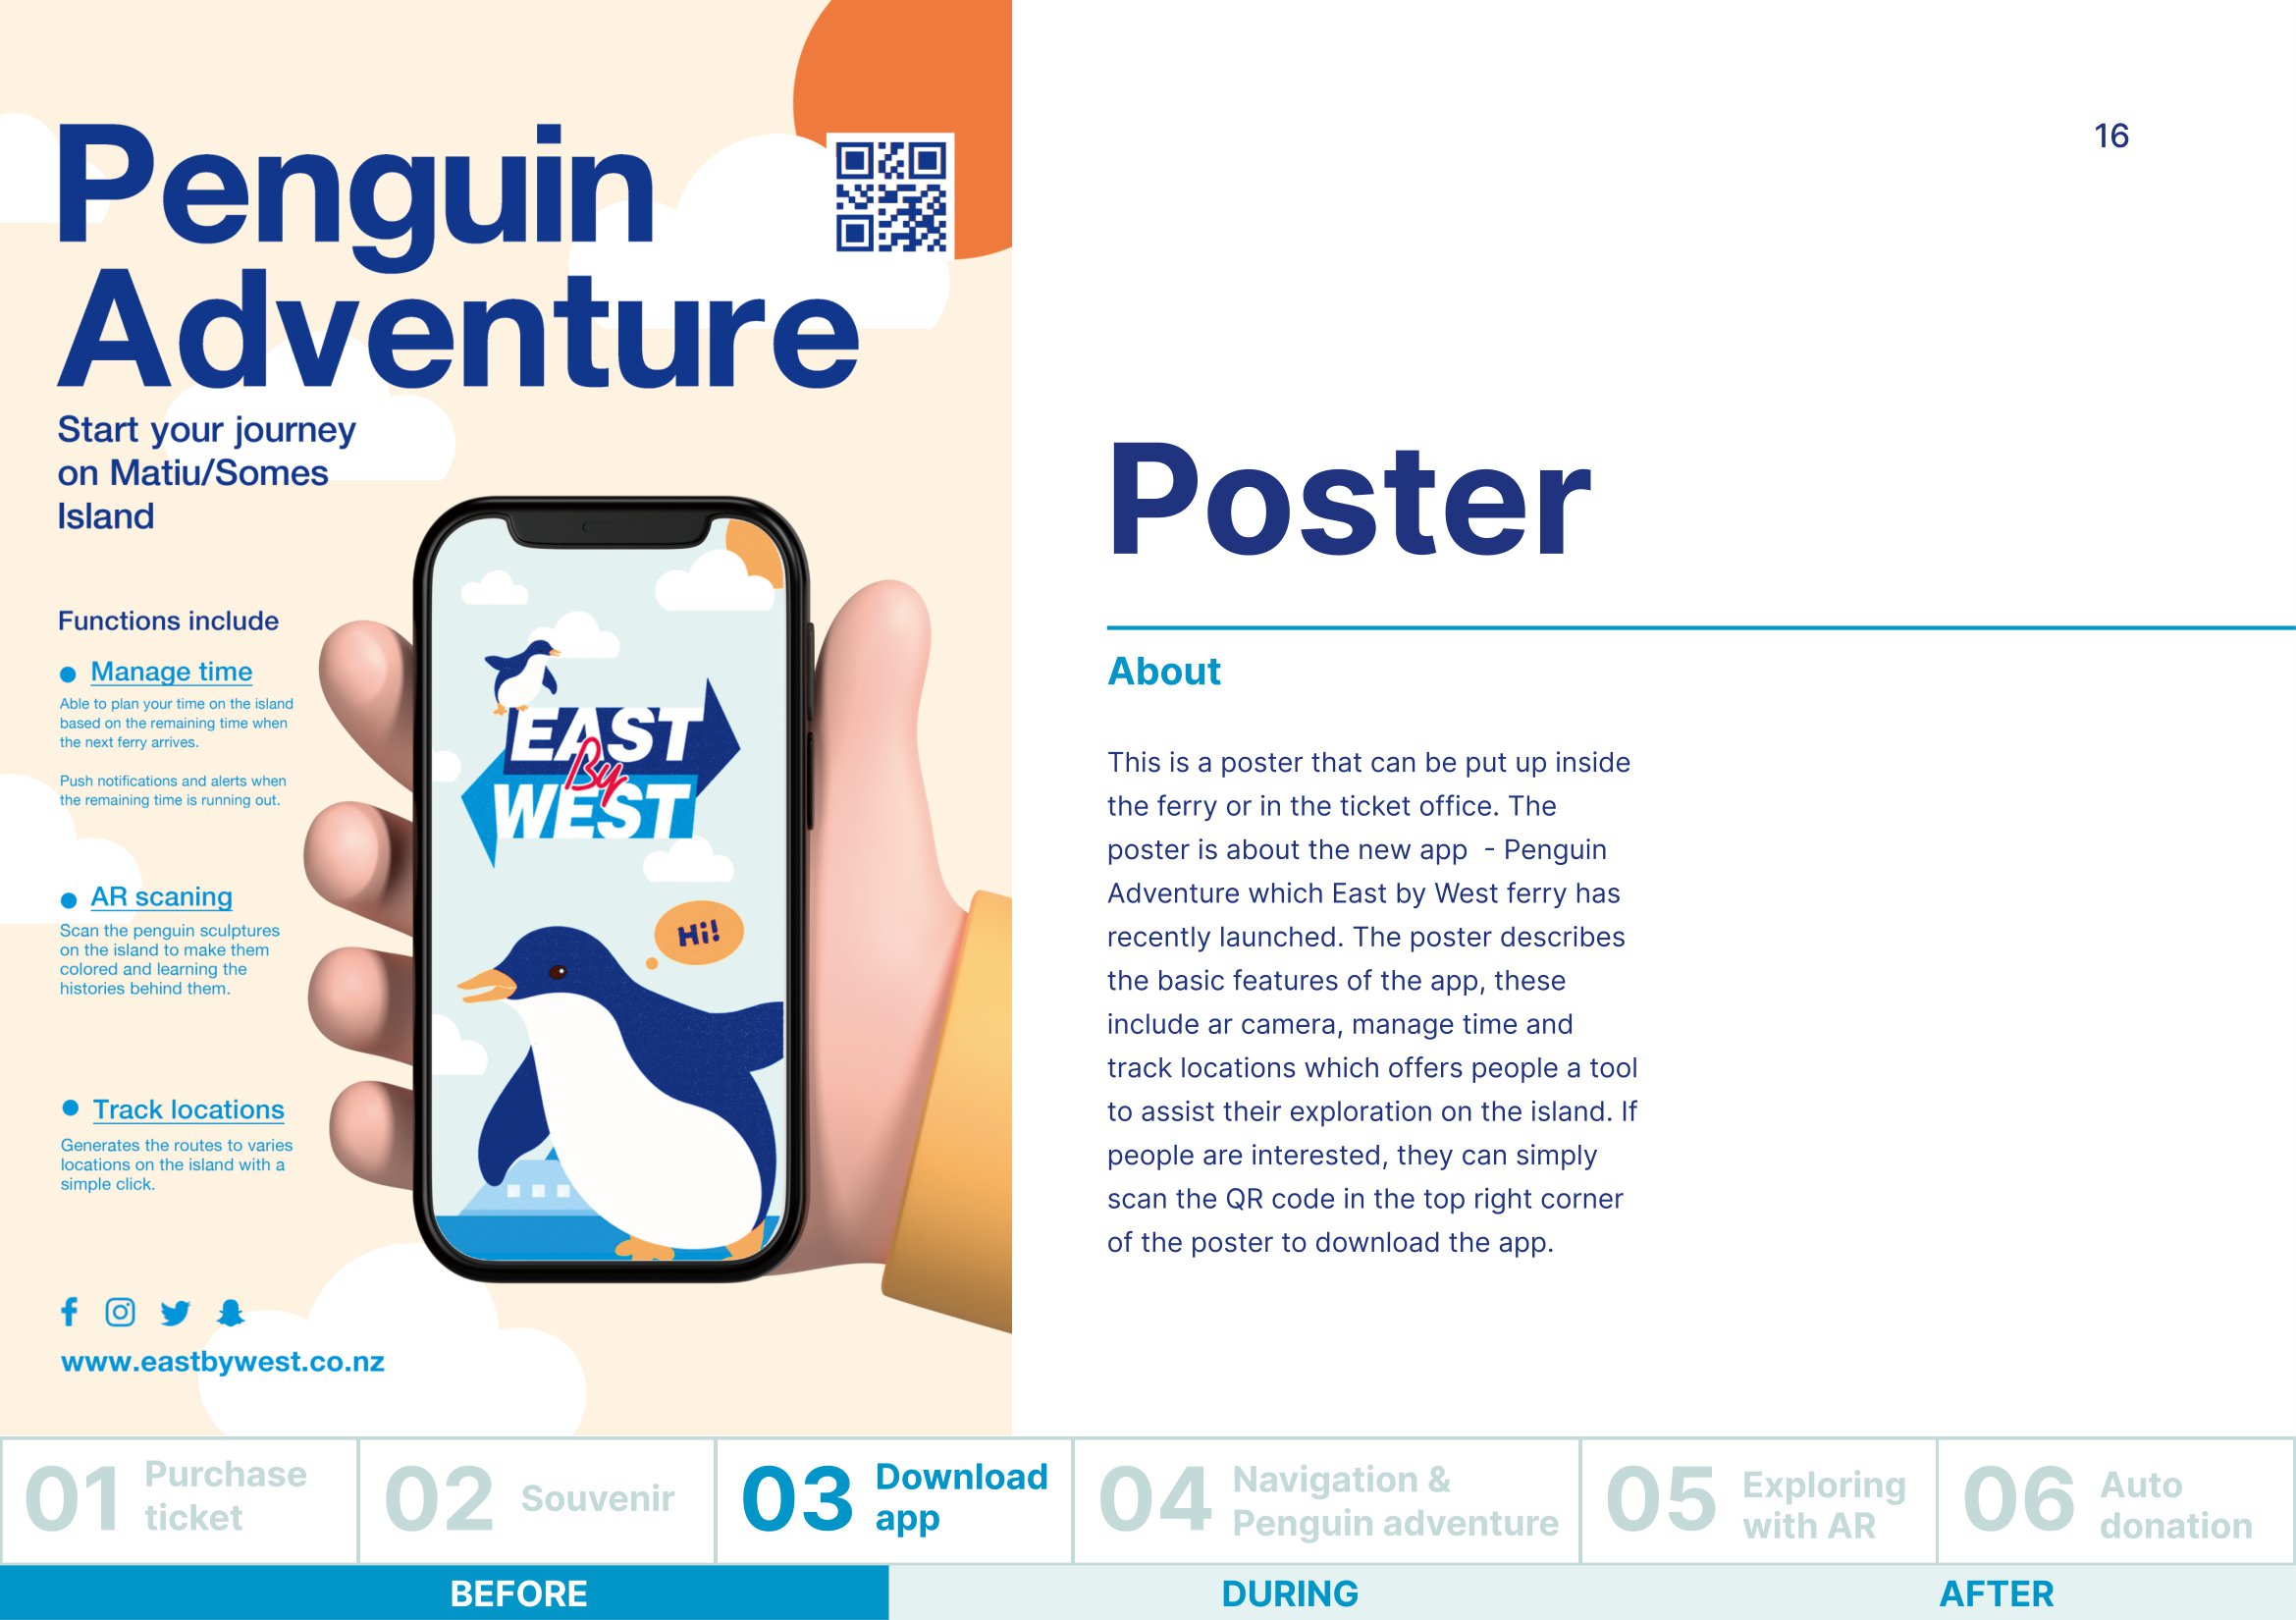 Penguin
Adventure
Start your journey
on Matiu/Somes
Island
Functions include
Manage time
Able to plan your time on the island
based on the remaining time when
the next ferry arrives.
Push notifications and alerts when
the remaining time is running out.
AR scaning
Scan the penguin sculptures
on the island to make them
colored and learning the
histories behind them.
Track locations
Generates the routes to varies
locations on the island with a
simple click.
www.eastbywest.co.nz
EAST
By
WEST
Hi!
16
Poster
About
This is a poster that can be put up inside
the ferry or in the ticket office. The
poster is about the new app  - Penguin
Adventure which East by West ferry has
recently launched. The poster describes
the basic features of the app, these
include ar camera, manage time and
track locations which offers people a tool
to assist their exploration on the island. If
people are interested, they can simply
scan the QR code in the top right corner
of the poster to download the app.
01 Purchase
ticket
02 Souvenir
03 Download
app
04 Navigation &
Penguin adventure
05 Exploring
with AR
06 Auto
donation
BEFORE
DURING
AFTER